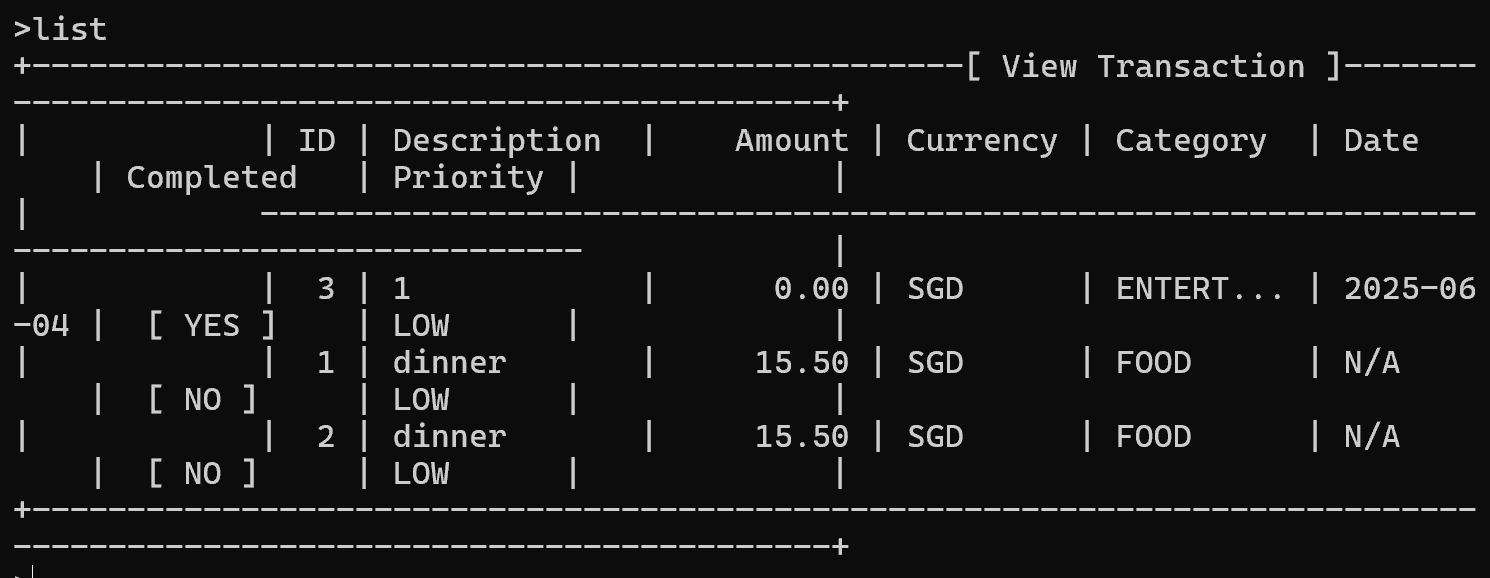 >list
+-------------------------------------------------[ View Transaction ]-------
-------------------------------------------+
|            | ID | Description  |    Amount | Currency | Category  | Date
    | Completed   | Priority |             |
|            ----------------------------------------------------------------
------------------------------             |
|            |  3 | 1            |      0.00 | SGD      | ENTERT... | 2025-06
-04 |  [ YES ]    | LOW      |             |
|            |  1 | dinner       |     15.50 | SGD      | FOOD      | N/A
    |  [ NO ]     | LOW      |             |
|            |  2 | dinner       |     15.50 | SGD      | FOOD      | N/A
    |  [ NO ]     | LOW      |             |
+----------------------------------------------------------------------------
-------------------------------------------+
>